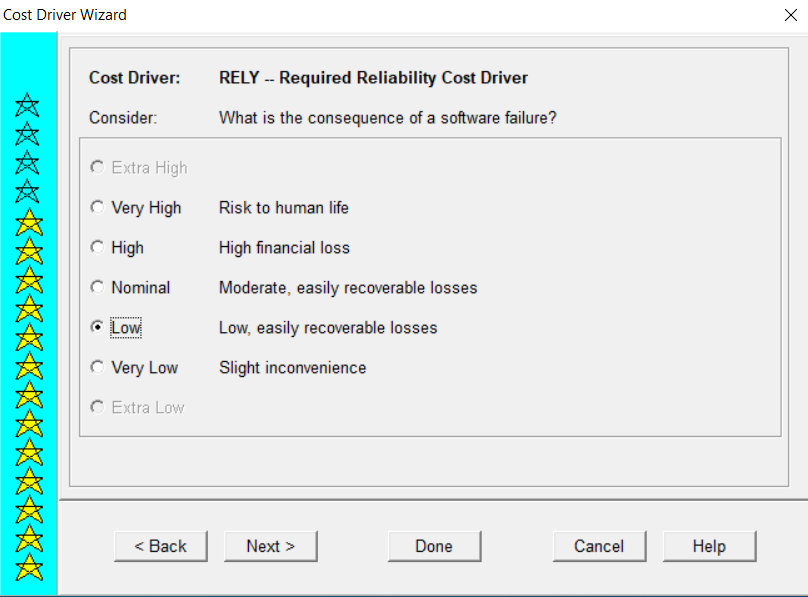 Cost Driver Wizard
Cost Driver: RELY -- Required Reliability Cost Driver
Consider: What is the consequence of a software failure?
Extra High
Very High Risk to human life
High High financial loss
Nominal Moderate, easily recoverable losses
Low Low, easily recoverable losses
Very Low Slight inconvenience
Extra Low
< Back Next > Done Cancel Help